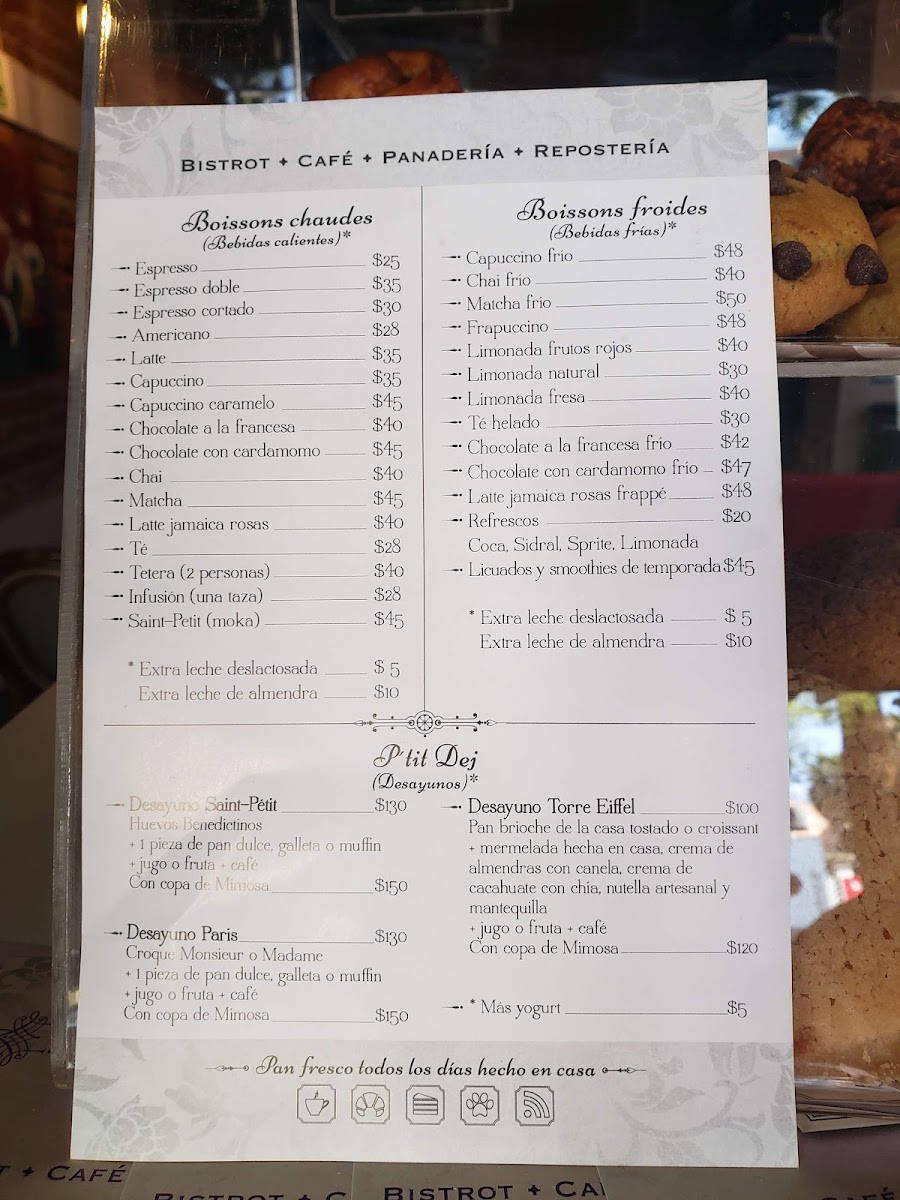 BISTROT + CAFÉ + PANADERÍA + REPOSTERÍA
Boissons chaudes
(Bebidas calientes)*
Espresso $25
Espresso doble $35
Espresso cortado $30
Americano $28
Latte $35
Capuccino $35
Capuccino caramelo $45
Chocolate a la francesa $40
Chocolate con cardamomo $45
Chai $40
Matcha $45
Latte jamaica rosas $40
Té $28
Tetera (2 personas) $40
Infusión (una taza) $28
Saint-Petit (moka) $45
* Extra leche deslactosada $ 5
Extra leche de almendra $10
Boissons froides
(Bebidas frías)*
Capuccino frio $48
Chai frio $40
Matcha frio $50
Frapuccino $48
Limonada frutos rojos $40
Limonada natural $30
Limonada fresa $40
Té helado $30
Chocolate a la francesa frio $42
Chocolate con cardamomo frio $47
Latte jamaica rosas frappé $48
Refrescos $20
Coca, Sidral, Sprite, Limonada
Licuados y smoothies de temporada $45
* Extra leche deslactosada $ 5
Extra leche de almendra $10
P'tit Dej
(Desayunos)*
Desayuno Saint-Pétit $130
Huevos Benedictinos
+ 1 pieza de pan dulce, galleta o muffin
+ jugo o fruta + café
Con copa de Mimosa $150
Desayuno Paris $130
Croque Monsieur o Madame
+ 1 pieza de pan dulce, galleta o muffin
+ jugo o fruta + café
Con copa de Mimosa $150
Desayuno Torre Eiffel $100
Pan brioche de la casa tostado o croissant
+ mermelada hecha en casa, crema de
almendras con canela, crema de
cacahuate con chia, nutella artesanal y
mantequilla
+ jugo o fruta + café
Con copa de Mimosa $120
* Más yogurt $5
Pan fresco todos los días hecho en casa
T + CAFÉ
BISTROT + C
BISTROT + CA
CAFÉ